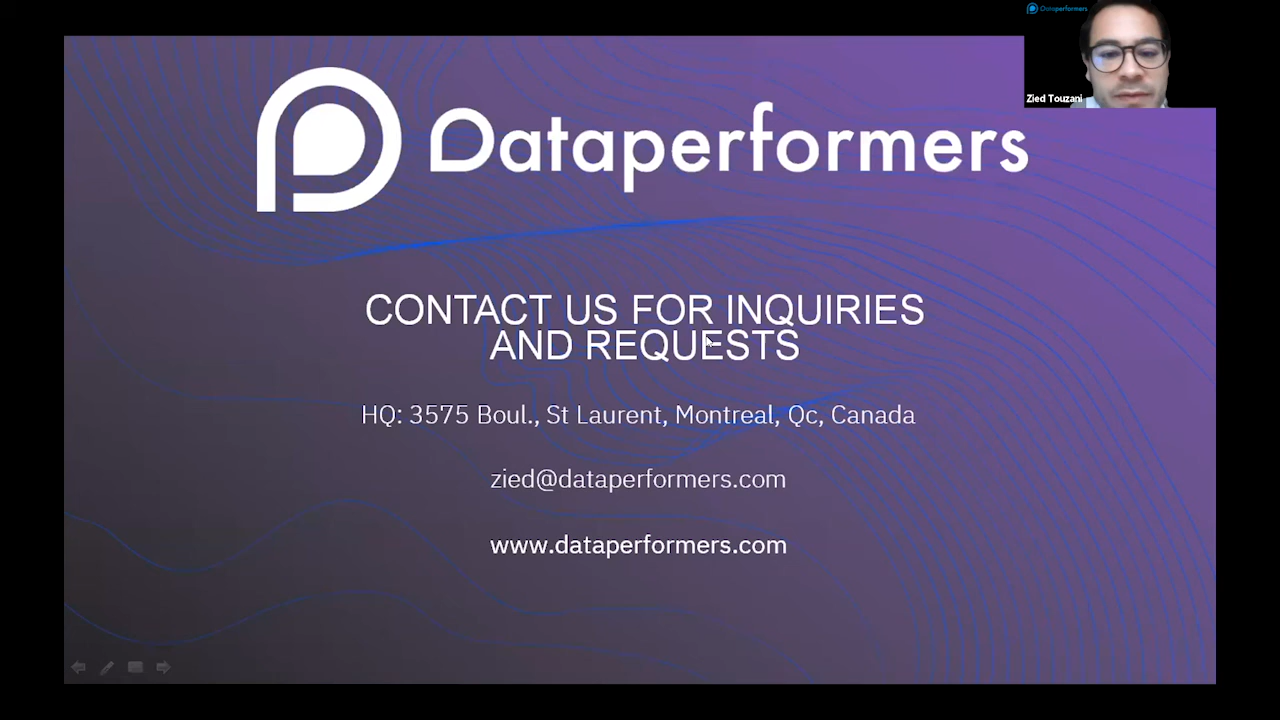 Dataperformers
Zied Touzani
Dataperformers
CONTACT US FOR INQUIRIES
AND REQUESTS
HQ: 3575 Boul., St Laurent, Montreal, Qc, Canada
zied@dataperformers.com
www.dataperformers.com